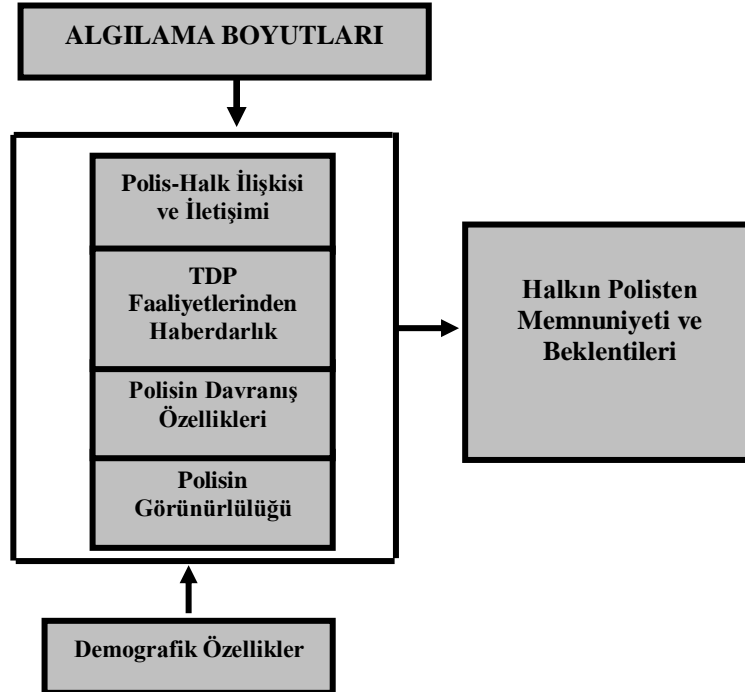 ALGILAMA BOYUTLARI
Polis-Halk İlişkisi
ve İletişimi
TDP
Faaliyetlerinden
Haberdarlık
Polisin Davranış
Özellikleri
Polisin
Görünürlülüğü
Halkın Polisten
Memnuniyeti ve
Beklentileri
Demografik Özellikler